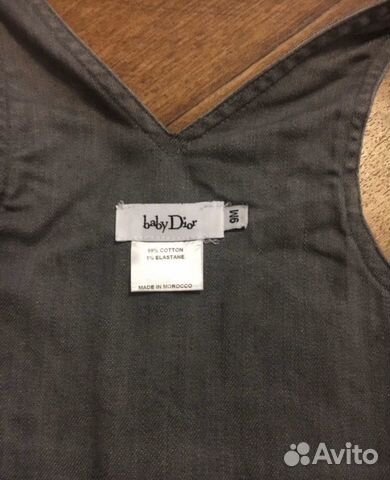 baby Dior
9M
99% COTTON
1% ELASTANE
MADE IN MOROCCO
Avito